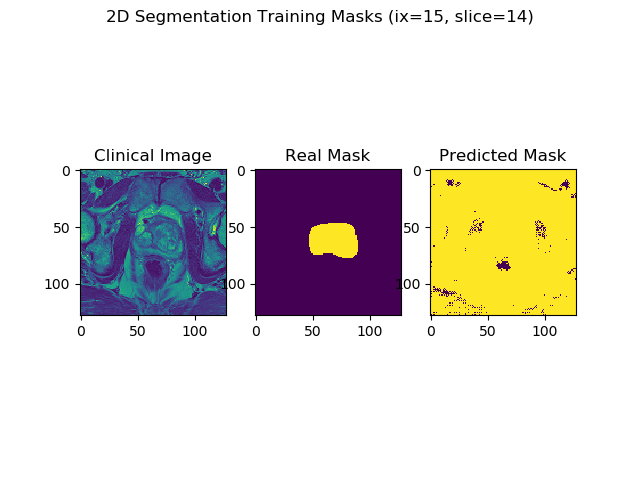 2D Segmentation Training Masks (ix=15, slice=14)
Clinical Image Real Mask Predicted Mask
0 0 0
50 50 50
100 100 100
0 50 100 0 50 100 0 50 100